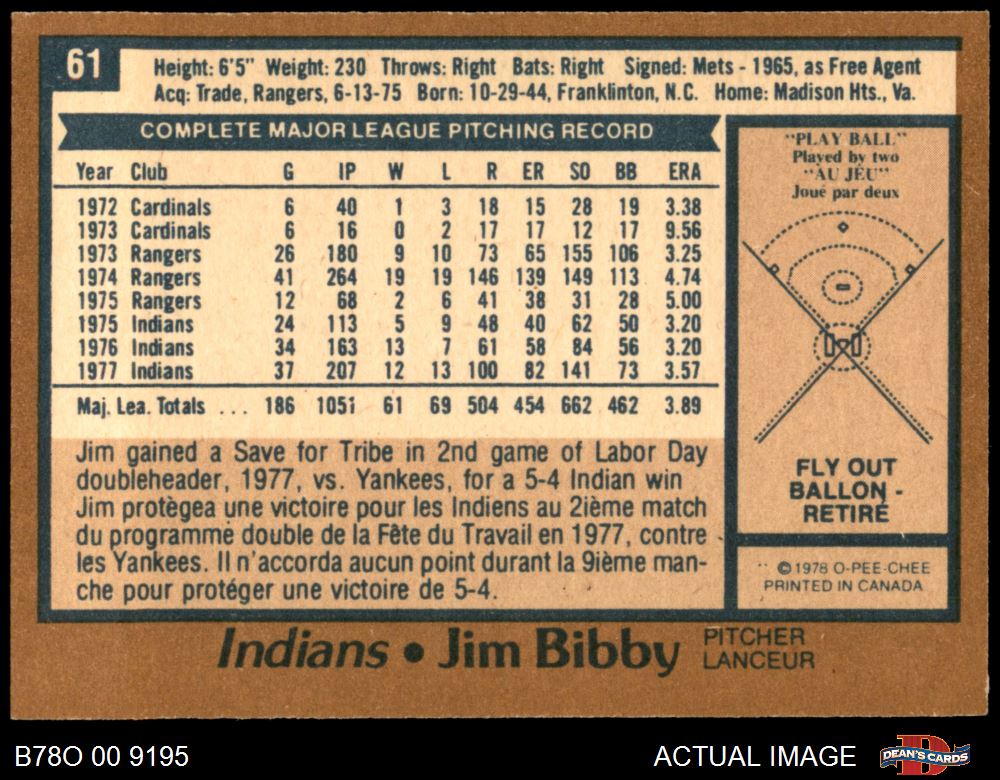 61
Height: 6'5" Weight: 230 Throws: Right Bats: Right Signed: Mets - 1965, as Free Agent
Acq: Trade, Rangers, 6-13-75 Born: 10-29-44, Franklinton, N.C. Home: Madison Hts., Va.
COMPLETE MAJOR LEAGUE PITCHING RECORD
Year Club G IP W L R ER SO BB ERA
1972 Cardinals 6 40 1 3 18 15 28 19 3.38
1973 Cardinals 6 16 0 2 17 17 12 17 9.56
1973 Rangers 26 180 9 10 73 65 155 106 3.25
1974 Rangers 41 264 19 19 146 139 149 113 4.74
1975 Rangers 12 68 2 6 41 38 31 28 5.00
1975 Indians 24 113 5 9 48 40 62 50 3.20
1976 Indians 34 163 13 7 61 58 84 56 3.20
1977 Indians 37 207 12 13 100 82 141 73 3.57
Maj. Lea. Totals ... 186 1051 61 69 504 454 662 462 3.89
Jim gained a Save for Tribe in 2nd game of Labor Day
doubleheader, 1977, vs. Yankees, for a 5-4 Indian win
Jim protègea une victoire pour les Indiens au 2ième match
du programme double de la Fête du Travail en 1977, contre
les Yankees. Il n'accorda aucun point durant la 9ième man-
che pour protéger une victoire de 5-4.
"PLAY BALL"
Played by two
"AU JEU"
Joué par deux
FLY OUT
BALLON -
RETIRÉ
©1978 O-PEE-CHEE
PRINTED IN CANADA
Indians • Jim Bibby
PITCHER
LANCEUR
B78O 00 9195
ACTUAL IMAGE
DEAN'S CARDS